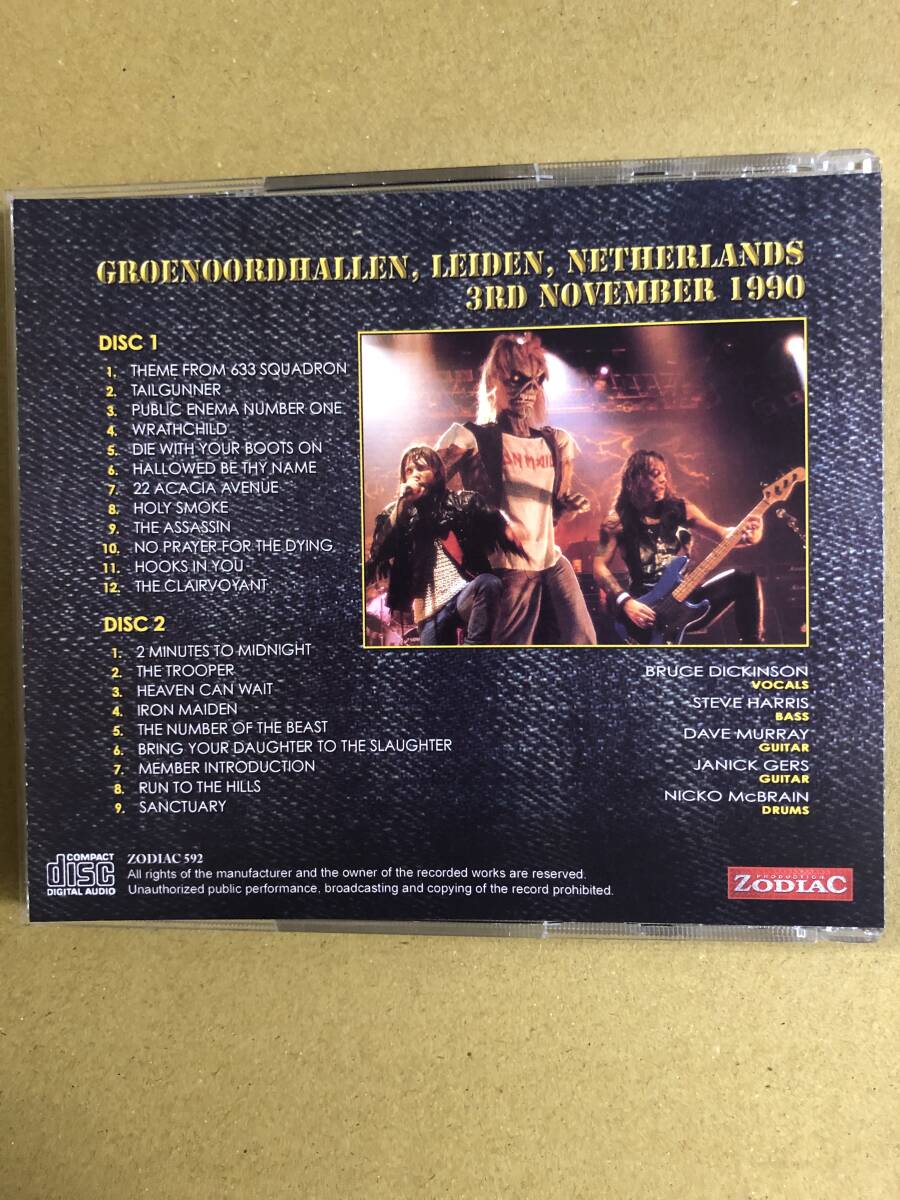 GROENOORDHALLEN, LEIDEN, NETHERLANDS
3RD NOVEMBER 1990
DISC 1
1. THEME FROM 633 SQUADRON
2. TAILGUNNER
3. PUBLIC ENEMA NUMBER ONE
4. WRATHCHILD
5. DIE WITH YOUR BOOTS ON
6. HALLOWED BE THY NAME
7. 22 ACACIA AVENUE
8. HOLY SMOKE
9. THE ASSASSIN
10. NO PRAYER FOR THE DYING
11. HOOKS IN YOU
12. THE CLAIRVOYANT
DISC 2
1. 2 MINUTES TO MIDNIGHT
2. THE TROOPER
3. HEAVEN CAN WAIT
4. IRON MAIDEN
5. THE NUMBER OF THE BEAST
6. BRING YOUR DAUGHTER TO THE SLAUGHTER
7. MEMBER INTRODUCTION
8. RUN TO THE HILLS
9. SANCTUARY
BRUCE DICKINSON
VOCALS
STEVE HARRIS
BASS
DAVE MURRAY
GUITAR
JANICK GERS
GUITAR
NICKO McBRAIN
DRUMS
COMPACT
disc
DIGITAL AUDIO
ZODIAC 592
All rights of the manufacturer and the owner of the recorded works are reserved.
Unauthorized public performance, broadcasting and copying of the record prohibited.
PRODUCTION
ZODIAC